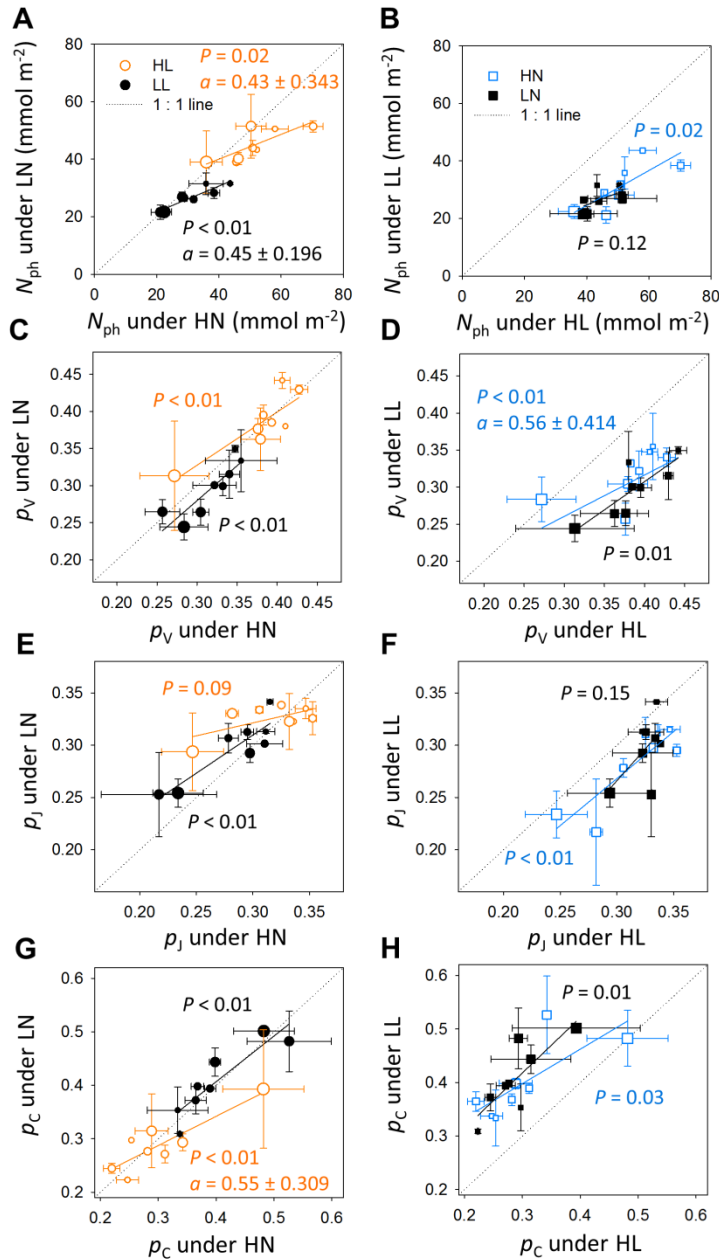 A
B
80
60
40
20
0
Nph under LN (mmol m-2)
HL
LL
1 : 1 line
P = 0.02
a = 0.43 ± 0.343
P < 0.01
a = 0.45 ± 0.196
0 20 40 60 80
Nph under HN (mmol m-2)
80
60
40
20
0
Nph under LL (mmol m-2)
HN
LN
1 : 1 line
P = 0.02
P = 0.12
0 20 40 60 80
Nph under HL (mmol m-2)
C
D
0.45
0.40
0.35
0.30
0.25
0.20
pV under LN
P < 0.01
P < 0.01
0.20 0.25 0.30 0.35 0.40 0.45
pV under HN
0.45
0.40
0.35
0.30
0.25
0.20
pV under LL
P < 0.01
a = 0.56 ± 0.414
P = 0.01
0.20 0.25 0.30 0.35 0.40 0.45
pV under HL
E
F
0.35
0.30
0.25
0.20
pJ under LN
P = 0.09
P < 0.01
0.20 0.25 0.30 0.35
pJ under HN
0.35
0.30
0.25
0.20
pJ under LL
P = 0.15
P < 0.01
0.20 0.25 0.30 0.35
pJ under HL
G
H
0.6
0.5
0.4
0.3
0.2
pC under LN
P < 0.01
P < 0.01
a = 0.55 ± 0.309
0.2 0.3 0.4 0.5 0.6
pC under HN
0.6
0.5
0.4
0.3
0.2
pC under LL
P = 0.01
P = 0.03
0.2 0.3 0.4 0.5 0.6
pC under HL